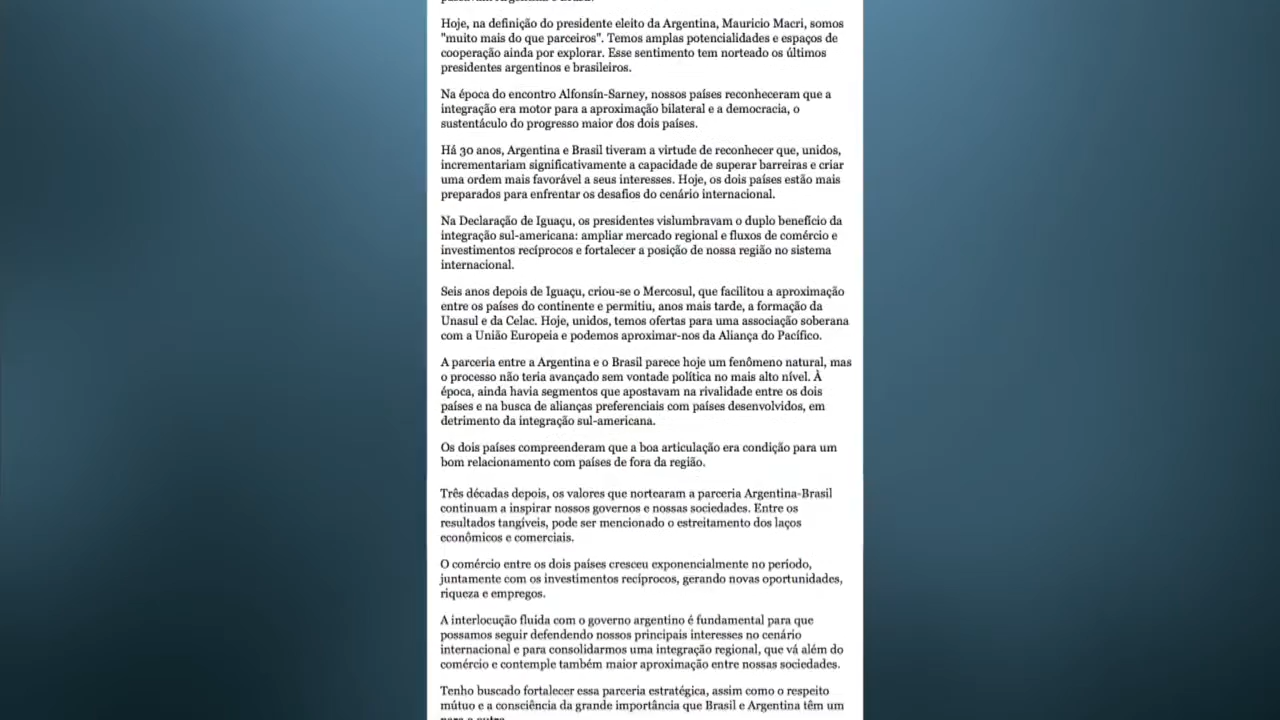 Hoje, na definição do presidente eleito da Argentina, Mauricio Macri, somos
"muito mais do que parceiros". Temos amplas potencialidades e espaços de
cooperação ainda por explorar. Esse sentimento tem norteado os últimos
presidentes argentinos e brasileiros.
Na época do encontro Alfonsín-Sarney, nossos países reconheceram que a
integração era motor para a aproximação bilateral e a democracia, o
sustentáculo do progresso maior dos dois países.
Há 30 anos, Argentina e Brasil tiveram a virtude de reconhecer que, unidos,
incrementariam significativamente a capacidade de superar barreiras e criar
uma ordem mais favorável a seus interesses. Hoje, os dois países estão mais
preparados para enfrentar os desafios do cenário internacional.
Na Declaração de Iguaçu, os presidentes vislumbravam o duplo benefício da
integração sul-americana: ampliar mercado regional e fluxos de comércio e
investimentos recíprocos e fortalecer a posição de nossa região no sistema
internacional.
Seis anos depois de Iguaçu, criou-se o Mercosul, que facilitou a aproximação
entre os países do continente e permitiu, anos mais tarde, a formação da
Unasul e da Celac. Hoje, unidos, temos ofertas para uma associação soberana
com a União Europeia e podemos aproximar-nos da Aliança do Pacífico.
A parceria entre a Argentina e o Brasil parece hoje um fenômeno natural, mas
o processo não teria avançado sem vontade política no mais alto nível. À
época, ainda havia segmentos que apostavam na rivalidade entre os dois
países e na busca de alianças preferenciais com países desenvolvidos, em
detrimento da integração sul-americana.
Os dois países compreenderam que a boa articulação era condição para um
bom relacionamento com países de fora da região.
Três décadas depois, os valores que nortearam a parceria Argentina-Brasil
continuam a inspirar nossos governos e nossas sociedades. Entre os
resultados tangíveis, pode ser mencionado o estreitamento dos laços
econômicos e comerciais.
O comércio entre os dois países cresceu exponencialmente no período,
juntamente com os investimentos recíprocos, gerando novas oportunidades,
riqueza e empregos.
A interlocução fluida com o governo argentino é fundamental para que
possamos seguir defendendo nossos principais interesses no cenário
internacional e para consolidarmos uma integração regional, que vá além do
comércio e contemple também maior aproximação entre nossas sociedades.
Tenho buscado fortalecer essa parceria estratégica, assim como o respeito
mútuo e a consciência da grande importância que Brasil e Argentina têm um